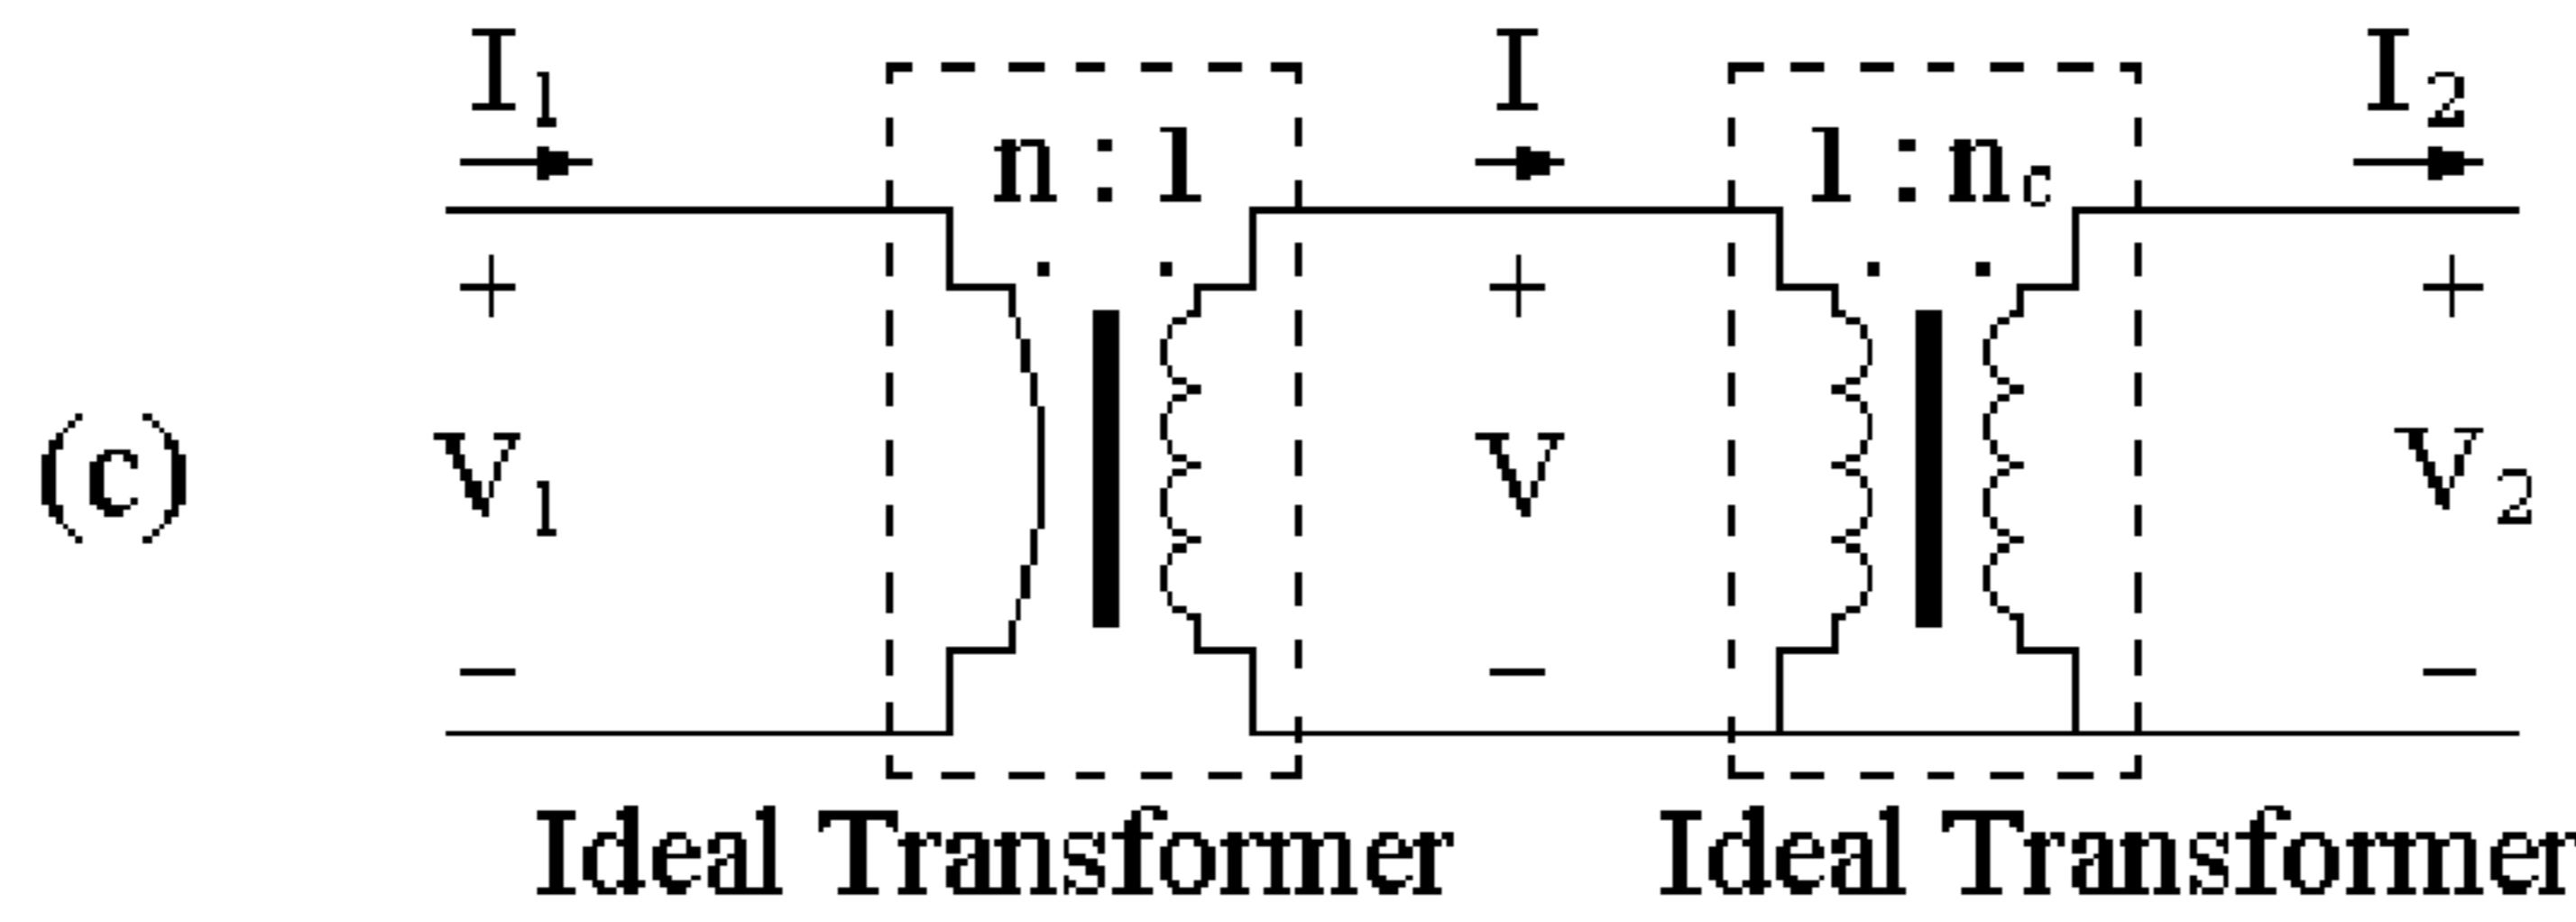 I1 I I2
n : 1 1 : nc
+ + +
(c) V1 V V2
− − −
Ideal Transformer Ideal Transformer